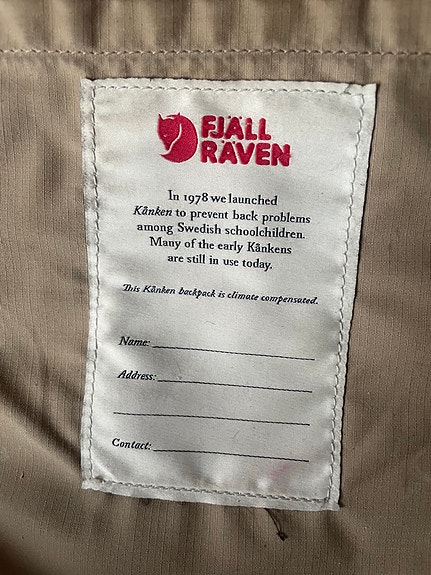 FJÄLL
RÄVEN
In 1978 we launched
Kånken to prevent back problems
among Swedish schoolchildren.
Many of the early Kånkens
are still in use today.
This Kånken backpack is climate compensated.
Name:
Address:
Contact: